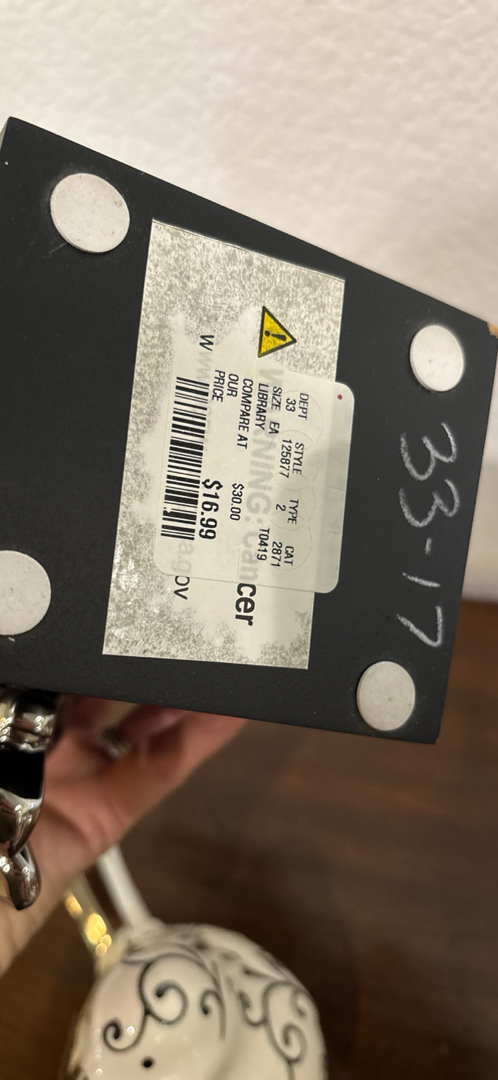 WARNING: Cancer
DEPT STYLE TYPE CAT
33 125877 2 2871
SIZE EA T0419
LIBRARY
COMPARE AT $30.00
OUR
PRICE $16.99
a.gov
33-17